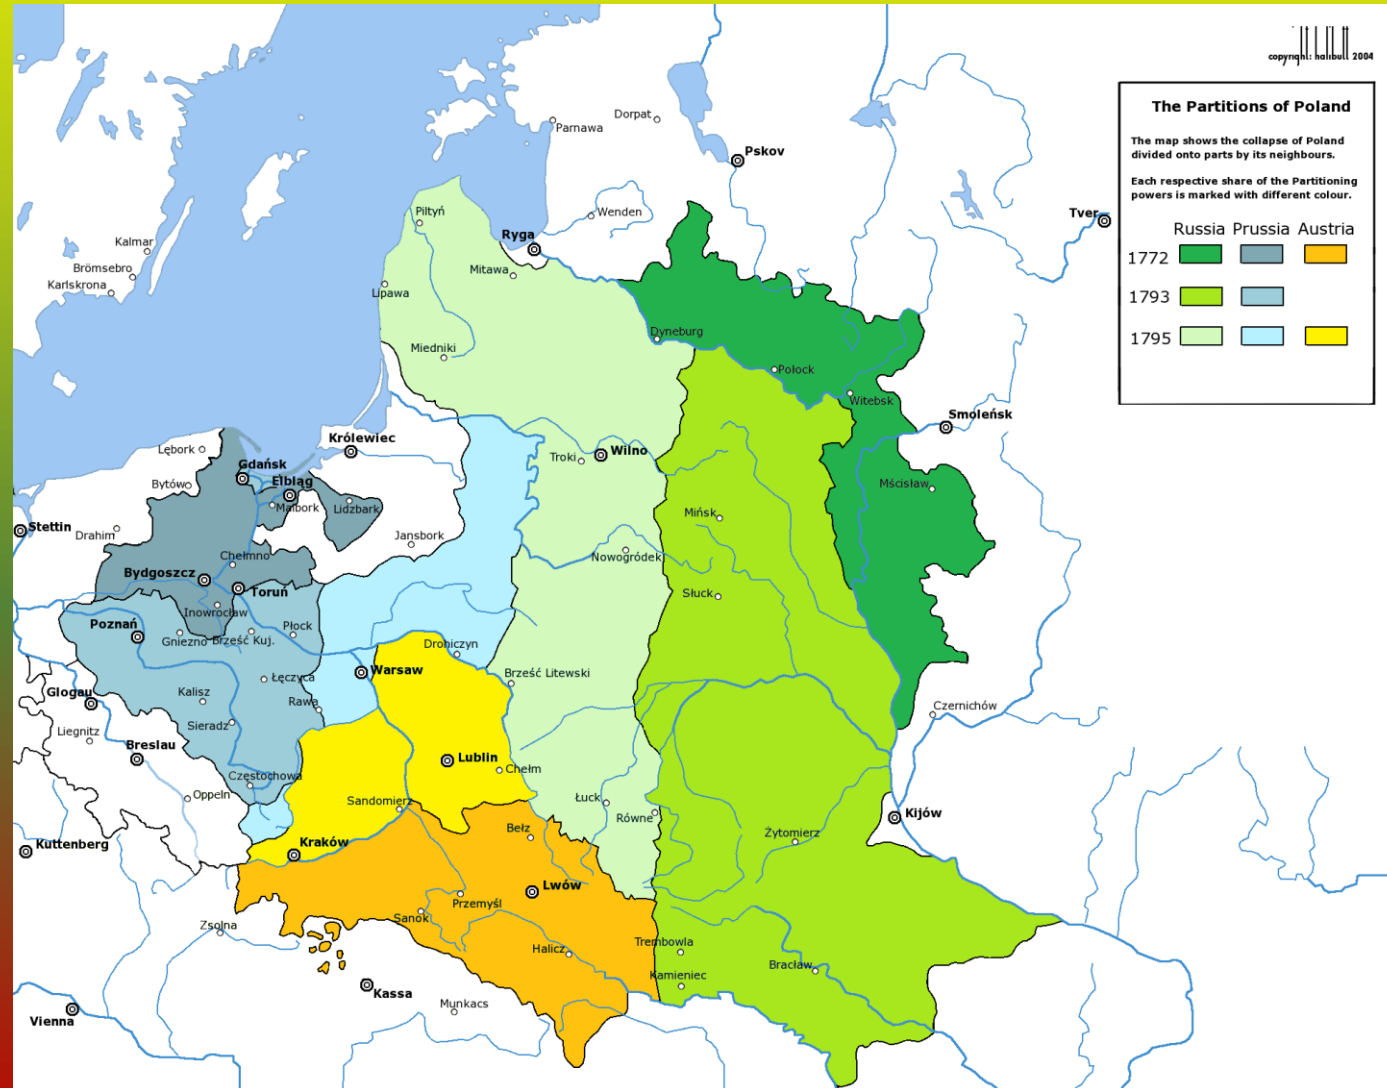 copyright: halibutt 2004
The Partitions of Poland
The map shows the collapse of Poland
divided onto parts by its neighbours.
Each respective share of the Partitioning
powers is marked with different colour.
Russia Prussia Austria
1772
1793
1795
Dorpat
Parnawa
Pskov
Piltyń
Wenden
Tver
Ryga
Kalmar
Brömsebro
Karlskrona
Mitawa
Lipawa
Dyneburg
Miedniki
Połock
Witebsk
Smoleńsk
Królewiec
Lębork
Gdańsk
Troki
Wilno
Bytów
Elbląg
Malbork
Lidzbark
Mścisław
Stettin
Drahim
Jansbork
Mińsk
Chełmno
Nowogródek
Bydgoszcz
Toruń
Słuck
Inowrocław
Poznań
Gniezno
Brześć Kuj.
Płock
Drohiczyn
Warsaw
Brześć Litewski
Łęczyca
Glogau
Kalisz
Rawa
Czernichów
Liegnitz
Sieradz
Breslau
Lublin
Chełm
Częstochowa
Oppeln
Sandomierz
Łuck
Równe
Kijów
Bełz
Żytomierz
Kuttenberg
Kraków
Lwów
Przemyśl
Zsolna
Sanok
Halicz
Trembowla
Bracław
Kamieniec
Kassa
Munkacs
Vienna